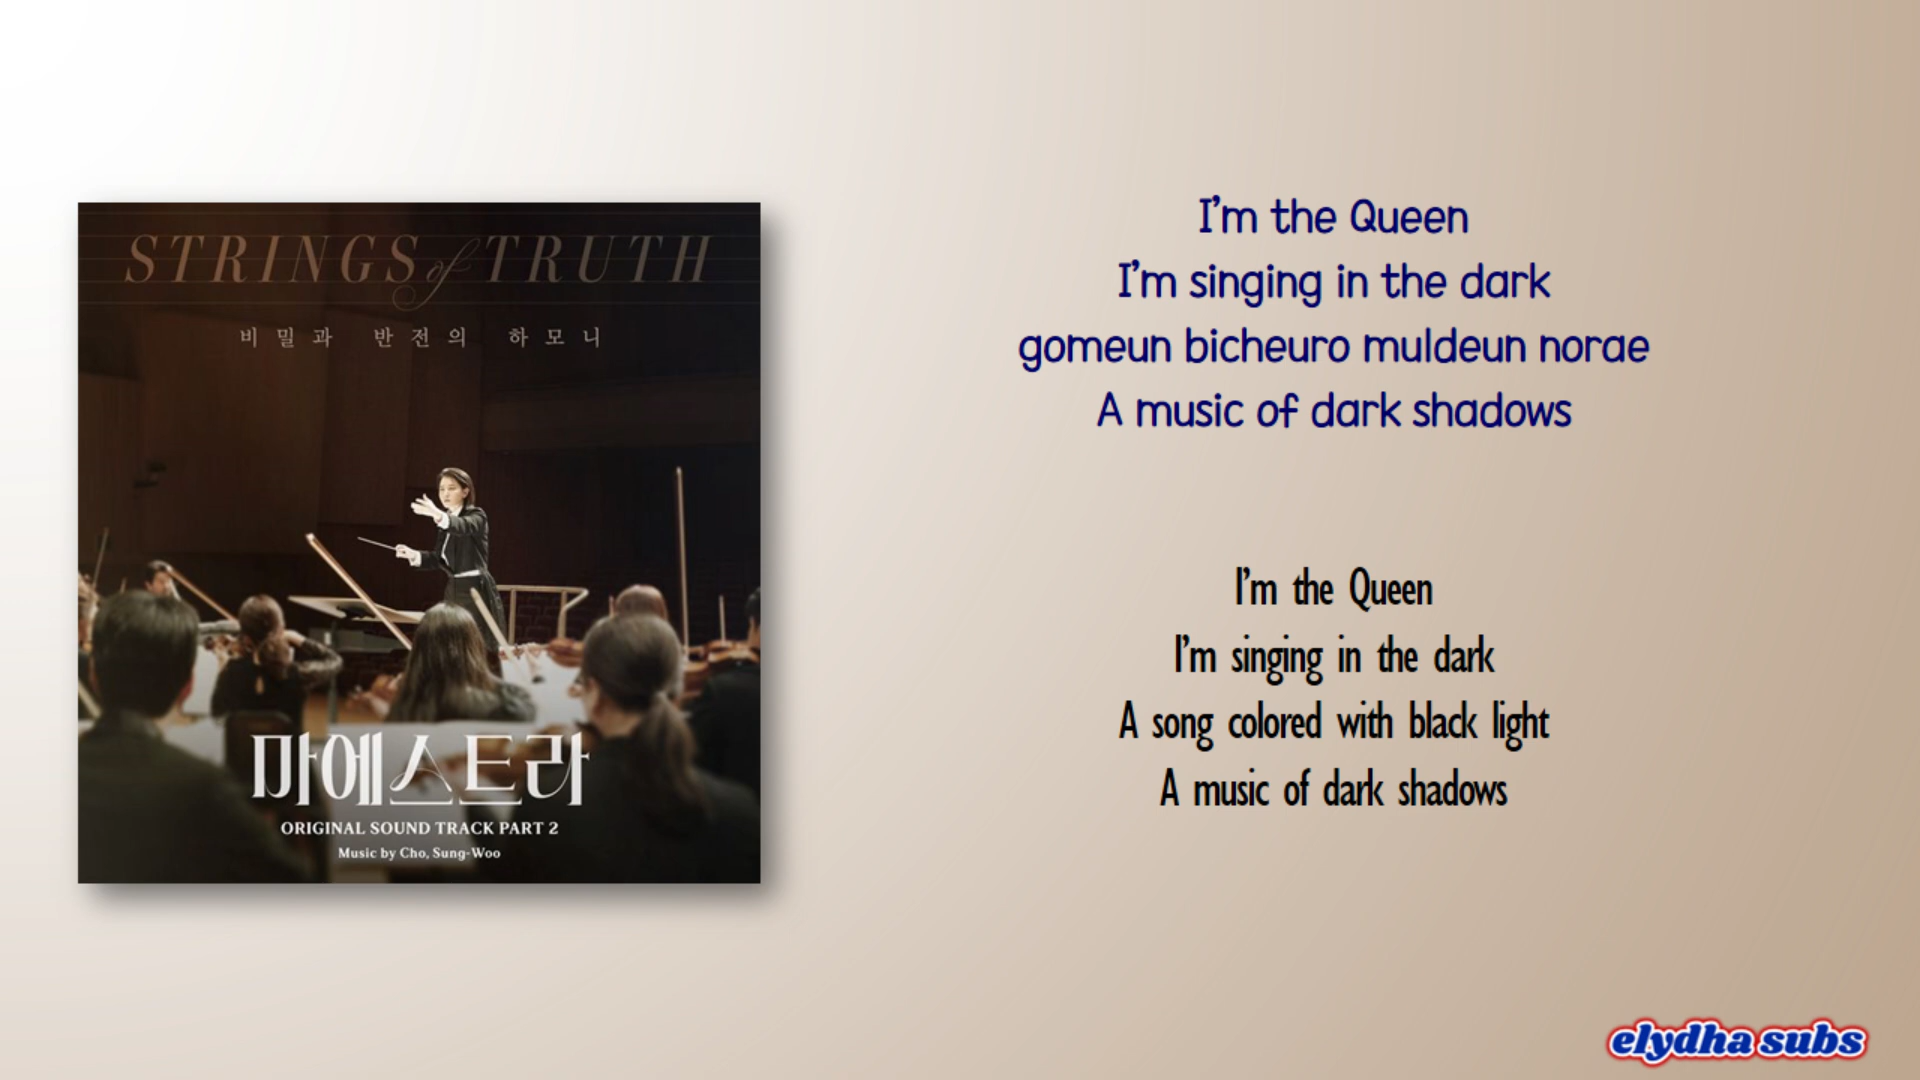 STRINGS of TRUTH
비밀과 반전의 하모니
마에스트라
ORIGINAL SOUND TRACK PART 2
Music by Cho, Sung-Woo
I'm the Queen
I'm singing in the dark
gomeun bicheuro muldeun norae
A music of dark shadows
I'm the Queen
I'm singing in the dark
A song colored with black light
A music of dark shadows
elydha subs